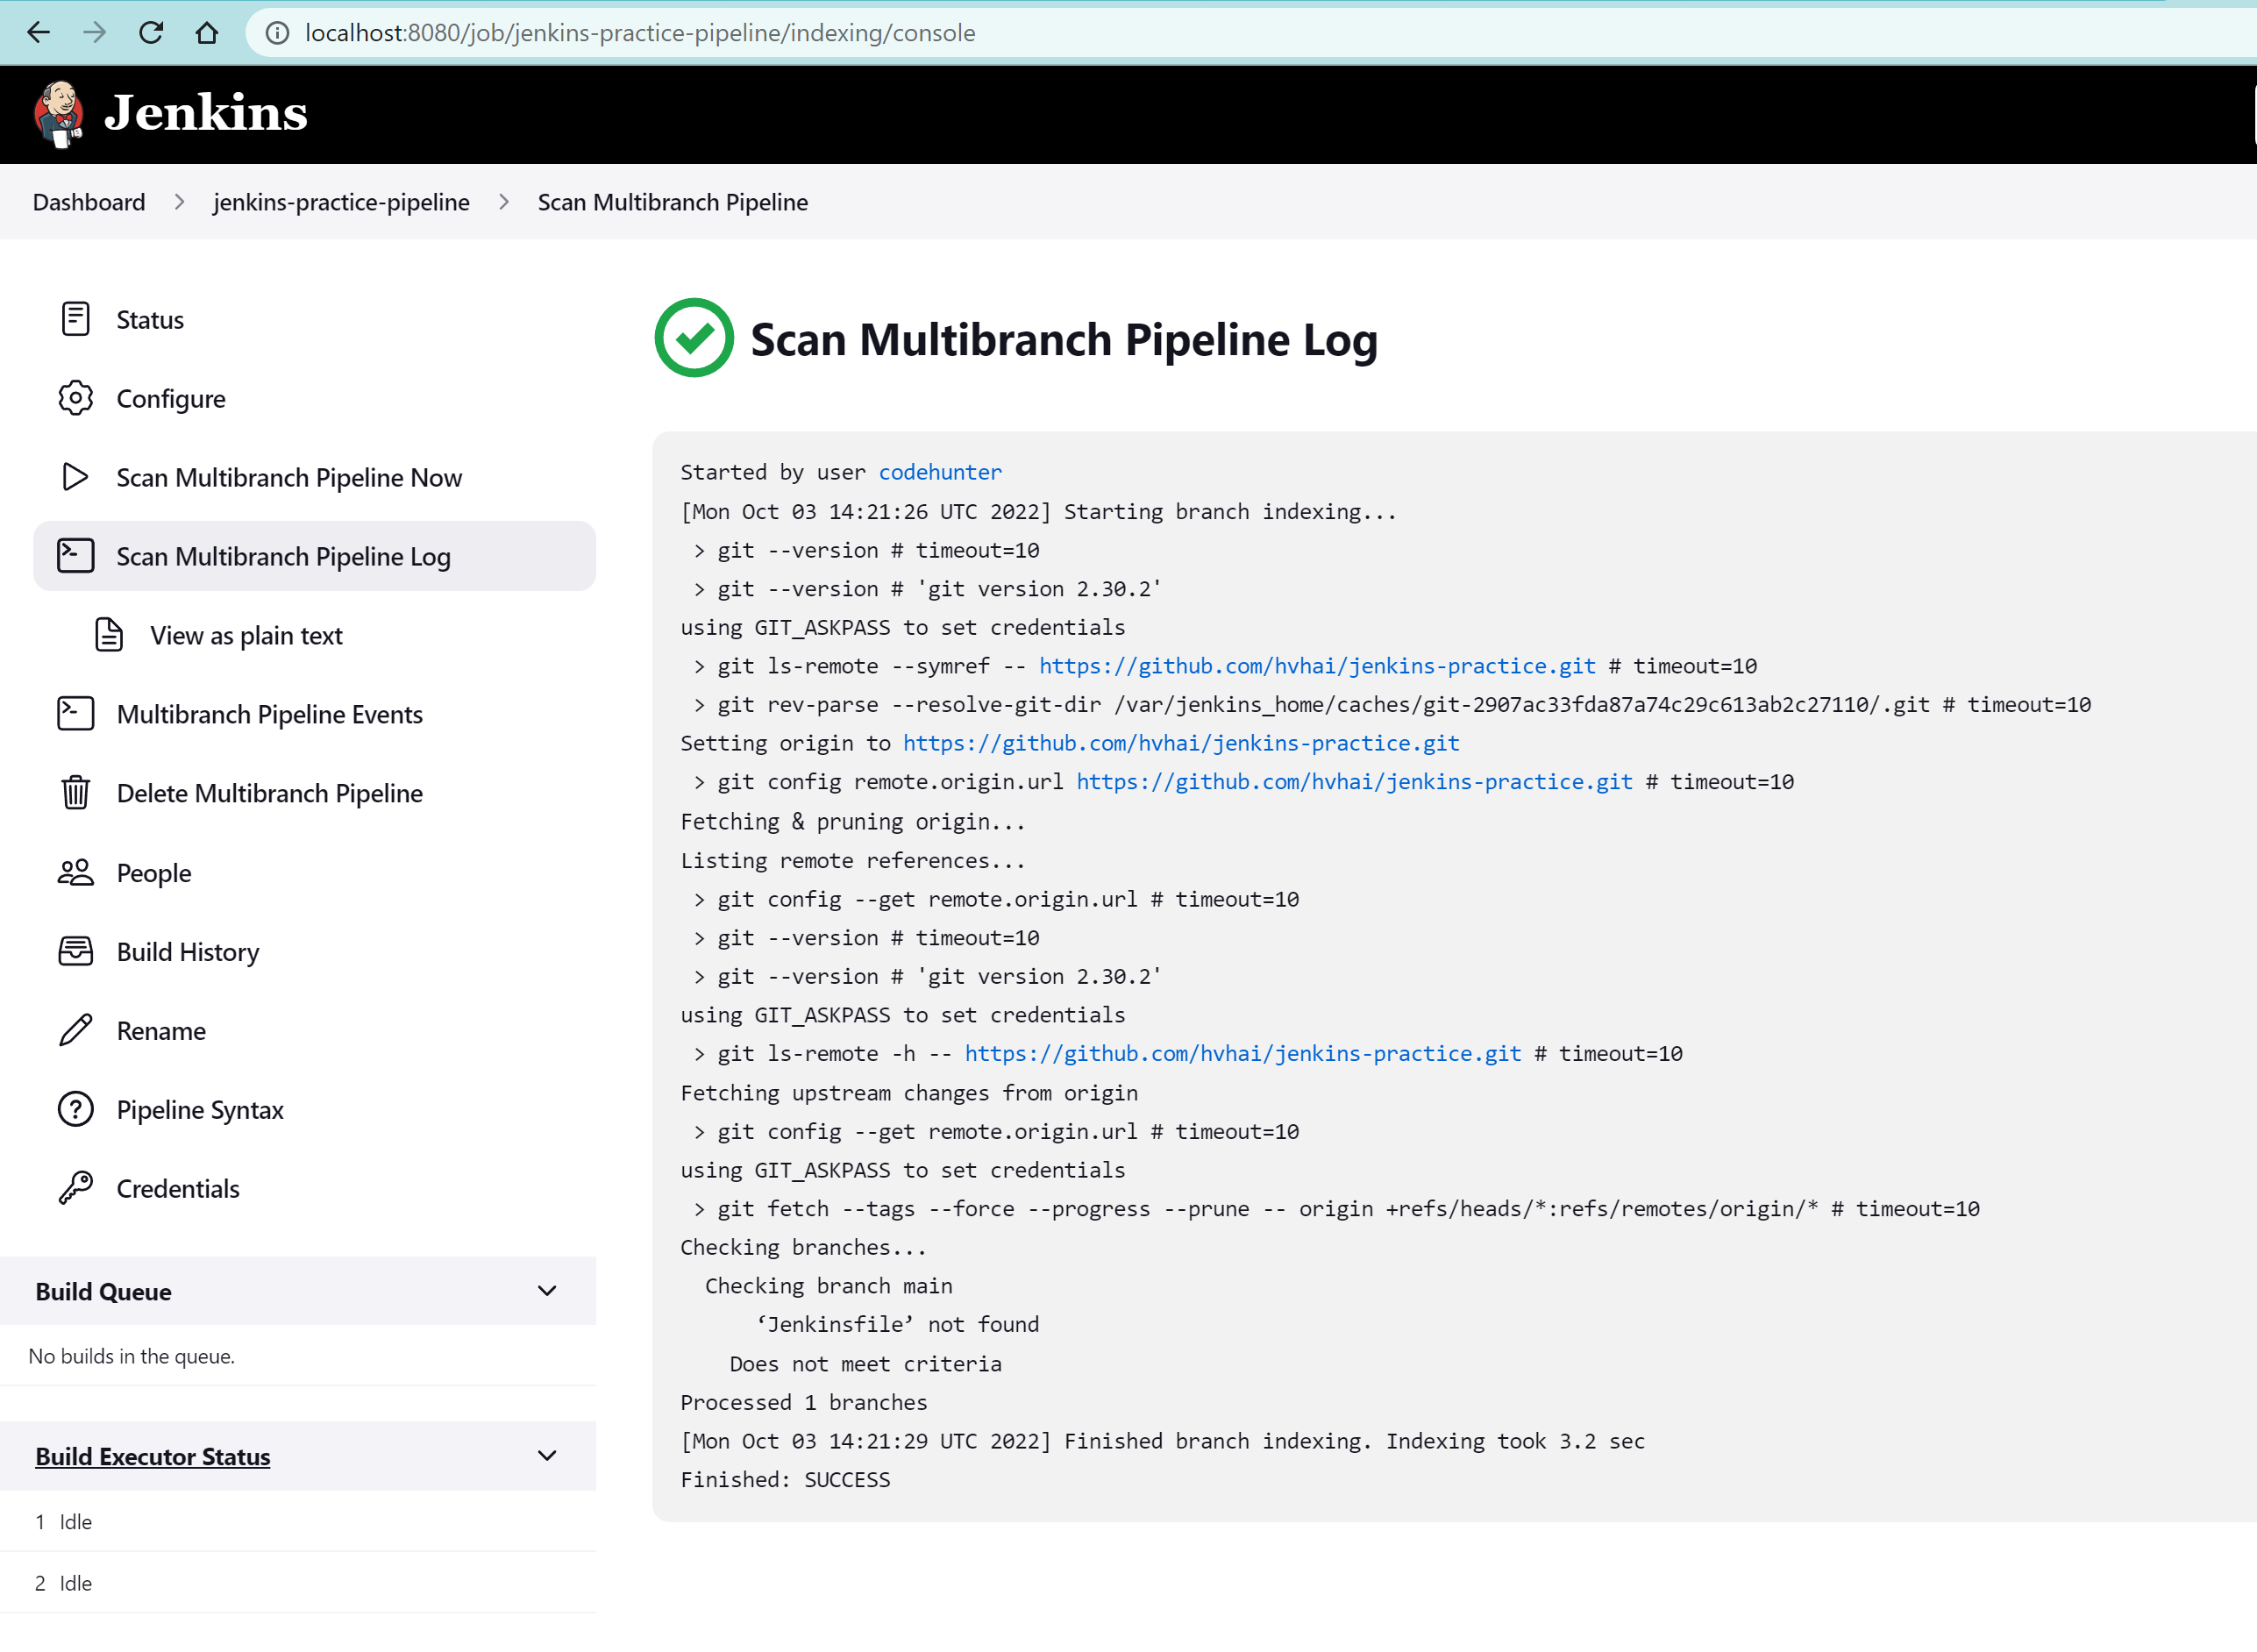 localhost:8080/job/jenkins-practice-pipeline/indexing/console
Jenkins
Dashboard > jenkins-practice-pipeline > Scan Multibranch Pipeline
Status
Configure
Scan Multibranch Pipeline Now
Scan Multibranch Pipeline Log
View as plain text
Multibranch Pipeline Events
Delete Multibranch Pipeline
People
Build History
Rename
Pipeline Syntax
Credentials
Build Queue
No builds in the queue.
Build Executor Status
1 Idle
2 Idle
Scan Multibranch Pipeline Log
Started by user codehunter
[Mon Oct 03 14:21:26 UTC 2022] Starting branch indexing...
 > git --version # timeout=10
 > git --version # 'git version 2.30.2'
using GIT_ASKPASS to set credentials
 > git ls-remote --symref -- https://github.com/hvhai/jenkins-practice.git # timeout=10
 > git rev-parse --resolve-git-dir /var/jenkins_home/caches/git-2907ac33fda87a74c29c613ab2c27110/.git # timeout=10
Setting origin to https://github.com/hvhai/jenkins-practice.git
 > git config remote.origin.url https://github.com/hvhai/jenkins-practice.git # timeout=10
Fetching & pruning origin...
Listing remote references...
 > git config --get remote.origin.url # timeout=10
 > git --version # timeout=10
 > git --version # 'git version 2.30.2'
using GIT_ASKPASS to set credentials
 > git ls-remote -h -- https://github.com/hvhai/jenkins-practice.git # timeout=10
Fetching upstream changes from origin
 > git config --get remote.origin.url # timeout=10
using GIT_ASKPASS to set credentials
 > git fetch --tags --force --progress --prune -- origin +refs/heads/*:refs/remotes/origin/* # timeout=10
Checking branches...
  Checking branch main
      ‘Jenkinsfile’ not found
    Does not meet criteria
Processed 1 branches
[Mon Oct 03 14:21:29 UTC 2022] Finished branch indexing. Indexing took 3.2 sec
Finished: SUCCESS